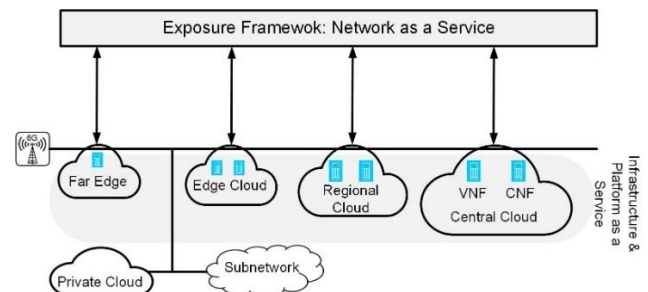 Exposure Framewok: Network as a Service
6G
Far Edge
Edge Cloud
Regional
Cloud
VNF CNF
Central Cloud
Infrastructure &
Platform as a
Service
Private Cloud
Subnetwork